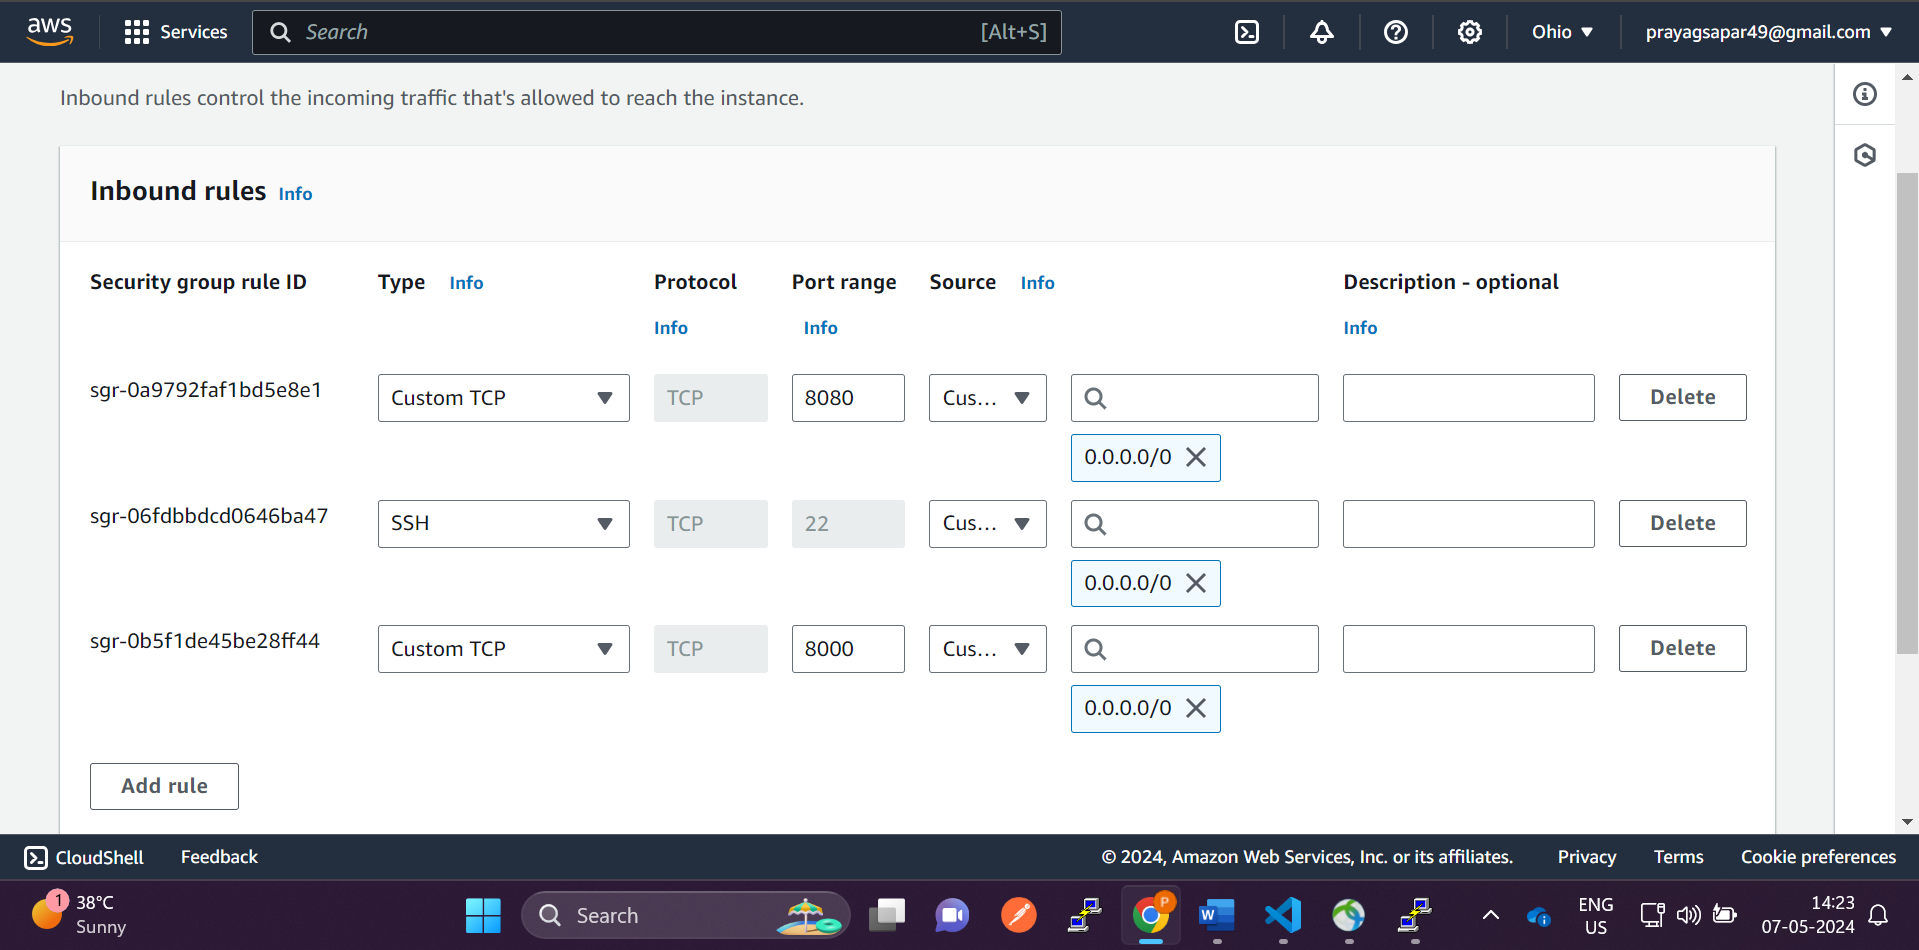 aws Services Search [Alt+S] Ohio prayagsapar49@gmail.com
Inbound rules control the incoming traffic that's allowed to reach the instance.
Inbound rules Info
Security group rule ID Type Info Protocol Port range Source Info Description - optional
Info Info Info
sgr-0a9792faf1bd5e8e1 Custom TCP TCP 8080 Cus... Delete
0.0.0.0/0
sgr-06fdbbdcd0646ba47 SSH TCP 22 Cus... Delete
0.0.0.0/0
sgr-0b5f1de45be28ff44 Custom TCP TCP 8000 Cus... Delete
0.0.0.0/0
Add rule
CloudShell Feedback © 2024, Amazon Web Services, Inc. or its affiliates. Privacy Terms Cookie preferences
1 38°C Search P W ENG 14:23
Sunny US 07-05-2024